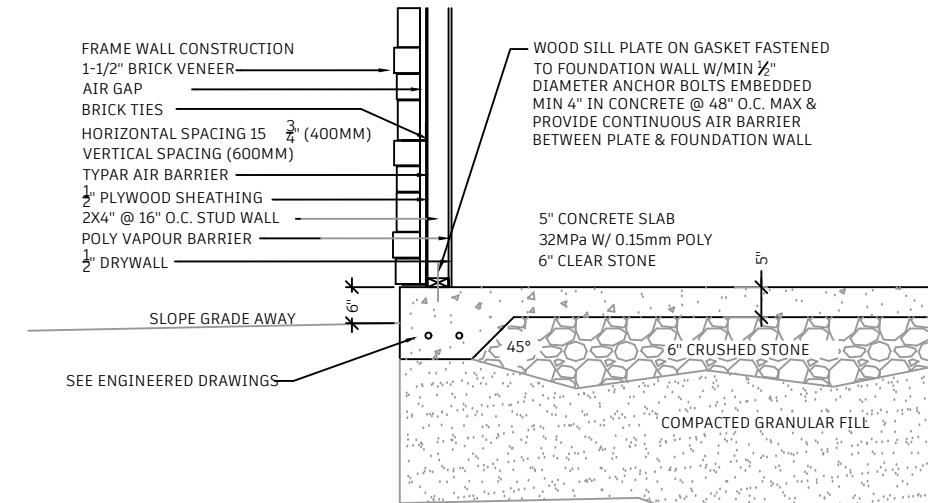 FRAME WALL CONSTRUCTION
1-1/2" BRICK VENEER
AIR GAP
BRICK TIES
HORIZONTAL SPACING 15 3/4" (400MM)
VERTICAL SPACING (600MM)
TYPAR AIR BARRIER
1/2" PLYWOOD SHEATHING
2X4" @ 16" O.C. STUD WALL
POLY VAPOUR BARRIER
1/2" DRYWALL
WOOD SILL PLATE ON GASKET FASTENED
TO FOUNDATION WALL W/MIN 1/2"
DIAMETER ANCHOR BOLTS EMBEDDED
MIN 4" IN CONCRETE @ 48" O.C. MAX &
PROVIDE CONTINUOUS AIR BARRIER
BETWEEN PLATE & FOUNDATION WALL
5" CONCRETE SLAB
32MPa W/ 0.15mm POLY
6" CLEAR STONE
5"
6"
SLOPE GRADE AWAY
45°
6" CRUSHED STONE
SEE ENGINEERED DRAWINGS
COMPACTED GRANULAR FILL